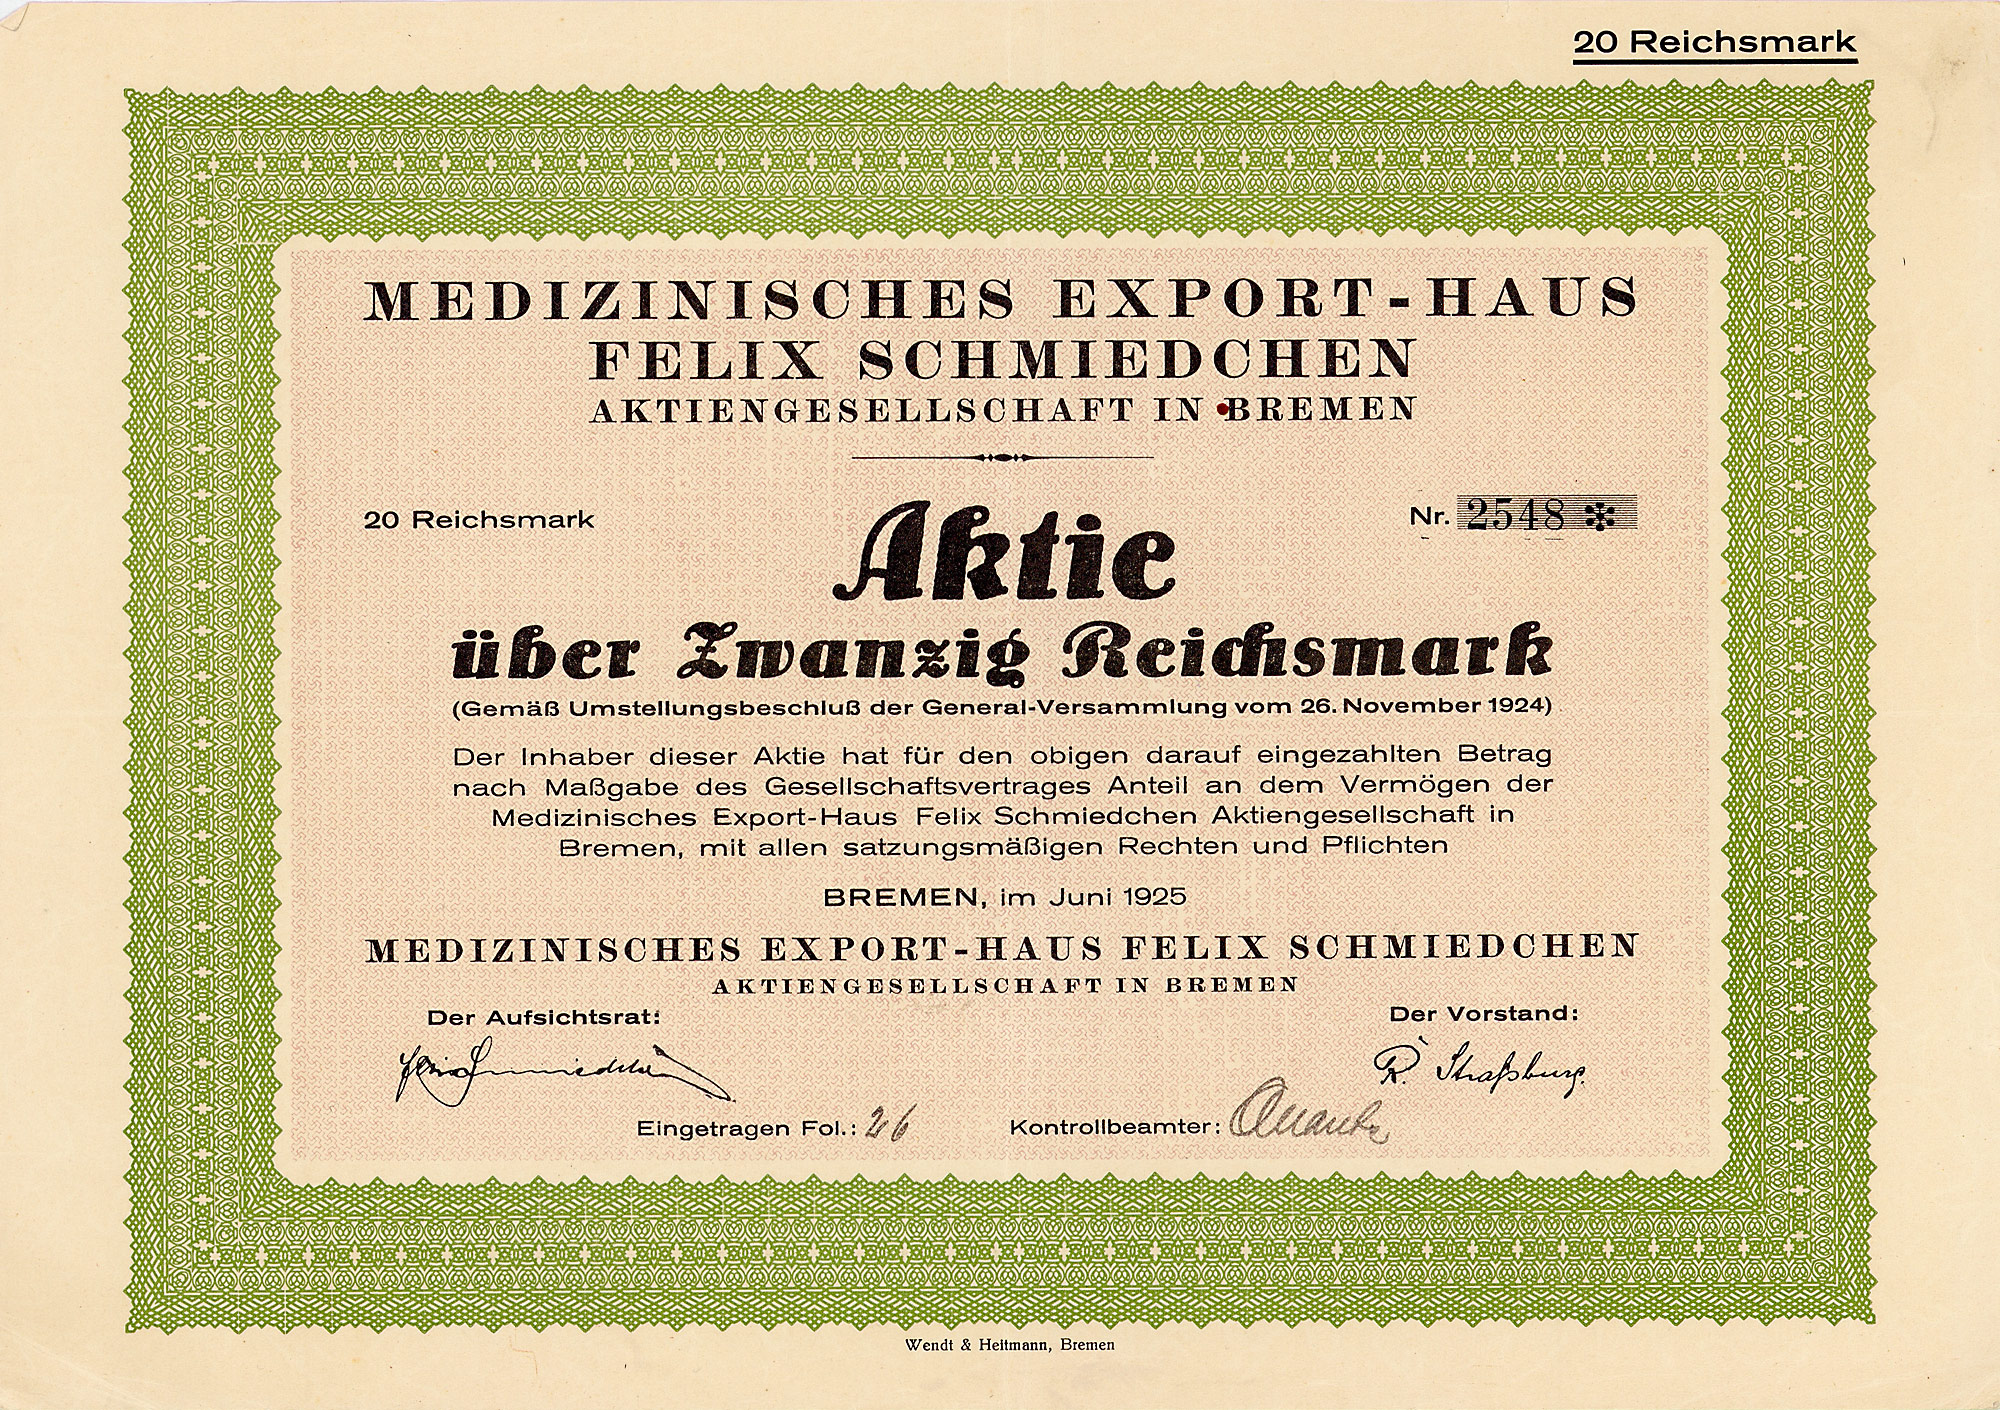 20 Reichsmark
MEDIZINISCHES EXPORT-HAUS
FELIX SCHMIEDCHEN
AKTIENGESELLSCHAFT IN BREMEN
20 Reichsmark
Nr. 2548 *
Aktie
über Zwanzig Reichsmark
(Gemäß Umstellungsbeschluß der General-Versammlung vom 26. November 1924)
Der Inhaber dieser Aktie hat für den obigen darauf eingezahlten Betrag
nach Maßgabe des Gesellschaftsvertrages Anteil an dem Vermögen der
Medizinisches Export-Haus Felix Schmiedchen Aktiengesellschaft in
Bremen, mit allen satzungsmäßigen Rechten und Pflichten
BREMEN, im Juni 1925
MEDIZINISCHES EXPORT-HAUS FELIX SCHMIEDCHEN
AKTIENGESELLSCHAFT IN BREMEN
Der Aufsichtsrat:
Der Vorstand:
Felix Schmiedchen
R. Straßburg.
Eingetragen Fol.: 26
Kontrollbeamter:
Wendt & Heitmann, Bremen